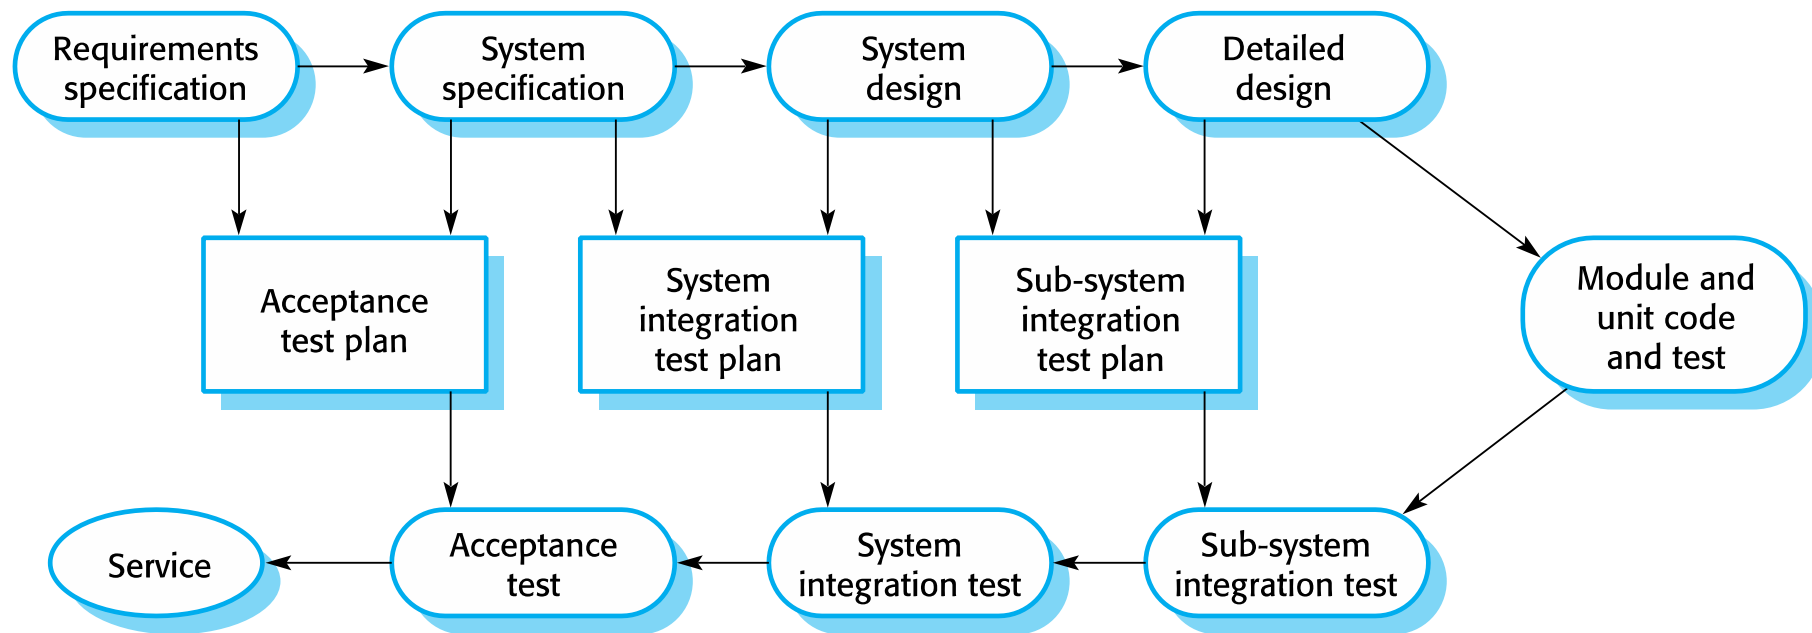 Requirements
specification
System
specification
System
design
Detailed
design
Acceptance
test plan
System
integration
test plan
Sub-system
integration
test plan
Module and
unit code
and test
Service
Acceptance
test
System
integration test
Sub-system
integration test